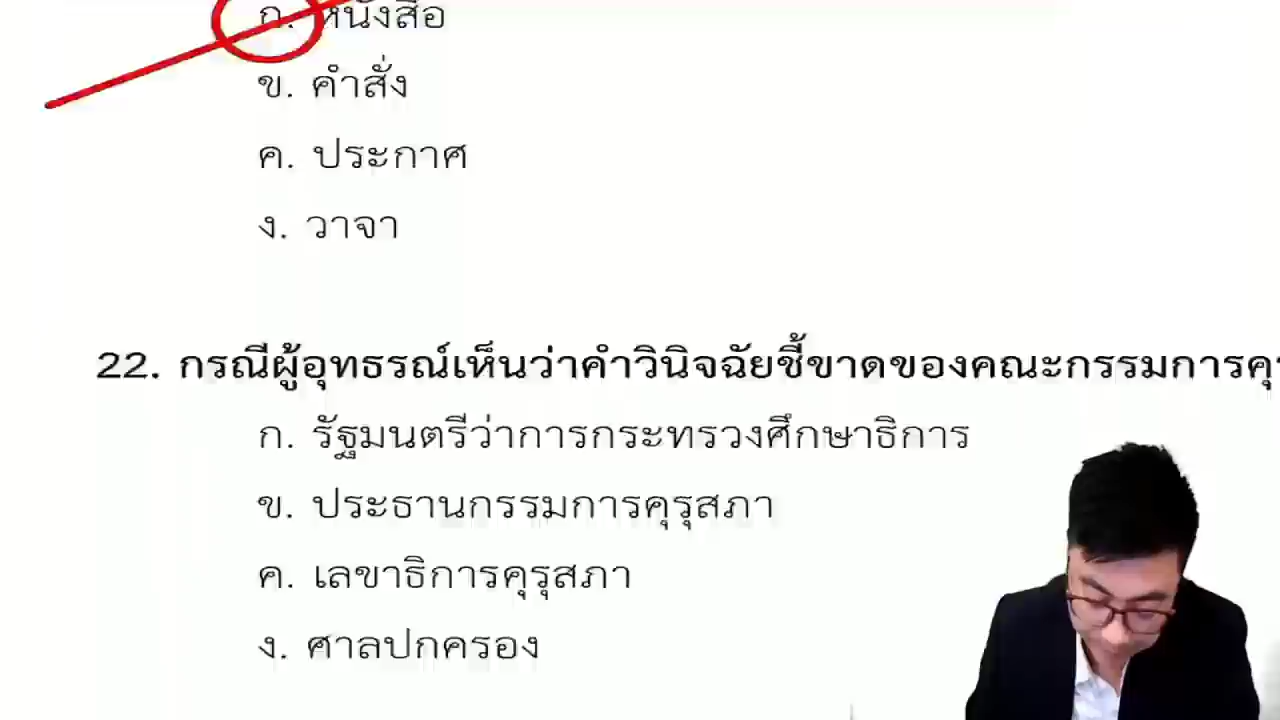 ก. หนังสือ
ข. คำสั่ง
ค. ประกาศ
ง. วาจา
22. กรณีผู้อุทธรณ์เห็นว่าคำวินิจฉัยชี้ขาดของคณะกรรมการคุ
ก. รัฐมนตรีว่าการกระทรวงศึกษาธิการ
ข. ประธานกรรมการคุรุสภา
ค. เลขาธิการคุรุสภา
ง. ศาลปกครอง